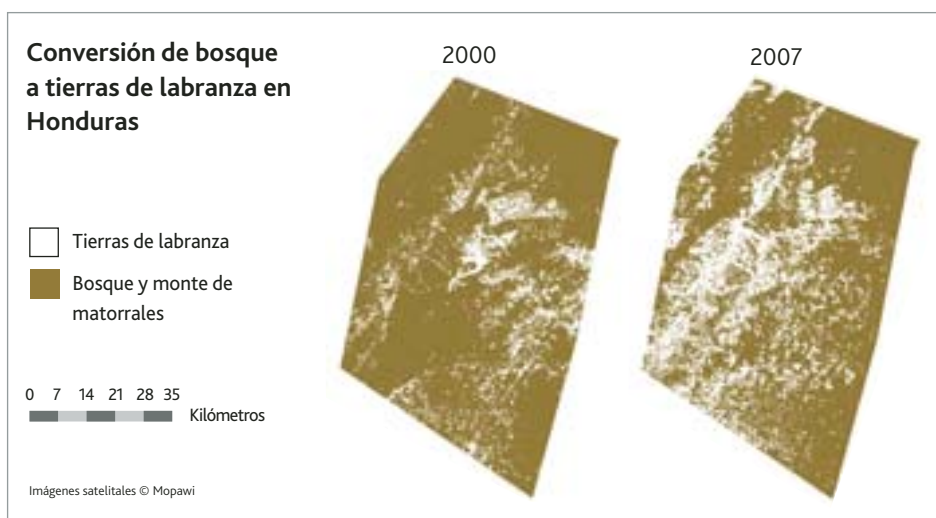 Conversión de bosque
a tierras de labranza en
Honduras
2000
2007
Tierras de labranza
Bosque y monte de
matorrales
0 7 14 21 28 35
Kilómetros
Imágenes satelitales © Mopawi